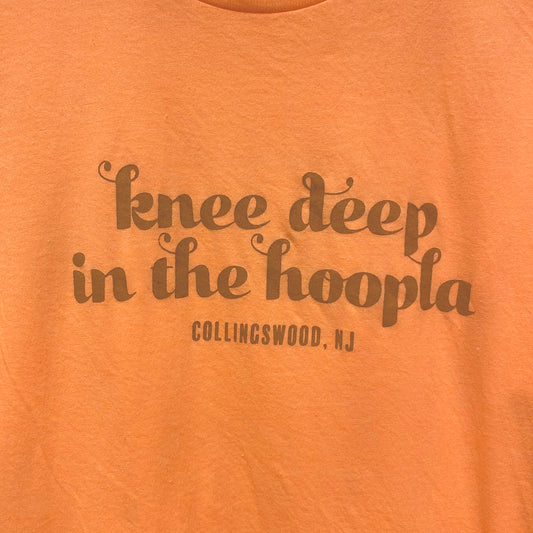 knee deep
in the hoopla
COLLINGSWOOD, NJ